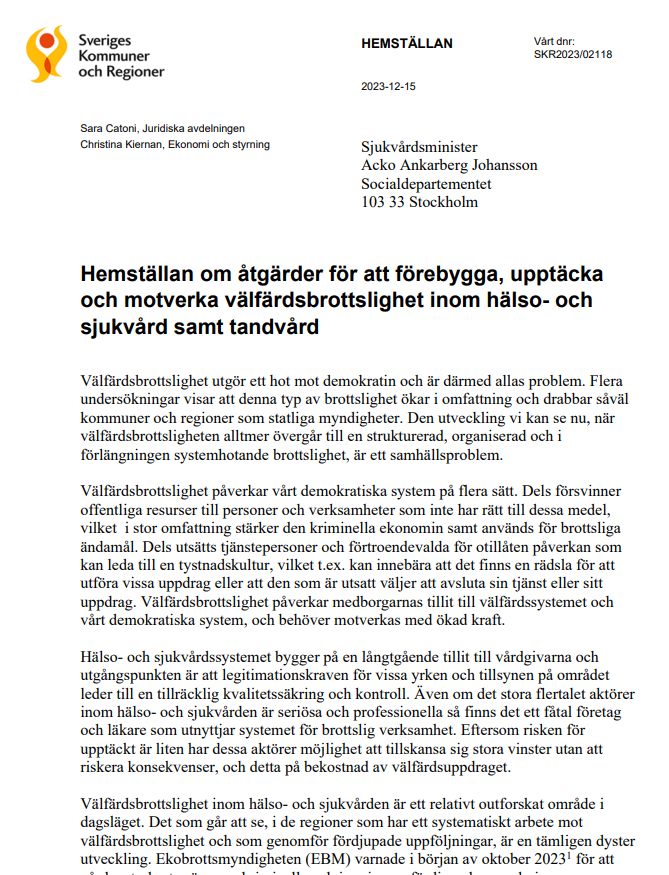 Sveriges
Kommuner
och Regioner
HEMSTÄLLAN
Vårt dnr:
SKR2023/02118
2023-12-15
Sara Catoni, Juridiska avdelningen
Christina Kiernan, Ekonomi och styrning
Sjukvårdsminister
Acko Ankarberg Johansson
Socialdepartementet
103 33 Stockholm
Hemställan om åtgärder för att förebygga, upptäcka
och motverka välfärdsbrottslighet inom hälso- och
sjukvård samt tandvård
Välfärdsbrottslighet utgör ett hot mot demokratin och är därmed allas problem. Flera
undersökningar visar att denna typ av brottslighet ökar i omfattning och drabbar såväl
kommuner och regioner som statliga myndigheter. Den utveckling vi kan se nu, när
välfärdsbrottsligheten alltmer övergår till en strukturerad, organiserad och i
förlängningen systemhotande brottslighet, är ett samhällsproblem.
Välfärdsbrottslighet påverkar vårt demokratiska system på flera sätt. Dels försvinner
offentliga resurser till personer och verksamheter som inte har rätt till dessa medel,
vilket i stor omfattning stärker den kriminella ekonomin samt används för brottsliga
ändamål. Dels utsätts tjänstepersoner och förtroendevalda för otillåten påverkan som
kan leda till en tystnadskultur, vilket t.ex. kan innebära att det finns en rädsla för att
utföra vissa uppdrag eller att den som är utsatt väljer att avsluta sin tjänst eller sitt
uppdrag. Välfärdsbrottslighet påverkar medborgarnas tillit till välfärdssystemet och
vårt demokratiska system, och behöver motverkas med ökad kraft.
Hälso- och sjukvårdssystemet bygger på en långtgående tillit till vårdgivarna och
utgångspunkten är att legitimationskraven för vissa yrken och tillsynen på området
leder till en tillräcklig kvalitetssäkring och kontroll. Även om det stora flertalet aktörer
inom hälso- och sjukvården är seriösa och professionella så finns det ett fåtal företag
och läkare som utnyttjar systemet för brottslig verksamhet. Eftersom risken för
upptäckt är liten har dessa aktörer möjlighet att tillskansa sig stora vinster utan att
riskera konsekvenser, och detta på bekostnad av välfärdsuppdraget.
Välfärdsbrottslighet inom hälso- och sjukvården är ett relativt outforskat område i
dagsläget. Det som går att se, i de regioner som har ett systematiskt arbete mot
välfärdsbrottslighet och som genomför fördjupade uppföljningar, är en tämligen dyster
utveckling. Ekobrottsmyndigheten (EBM) varnade i början av oktober 2023¹ för att